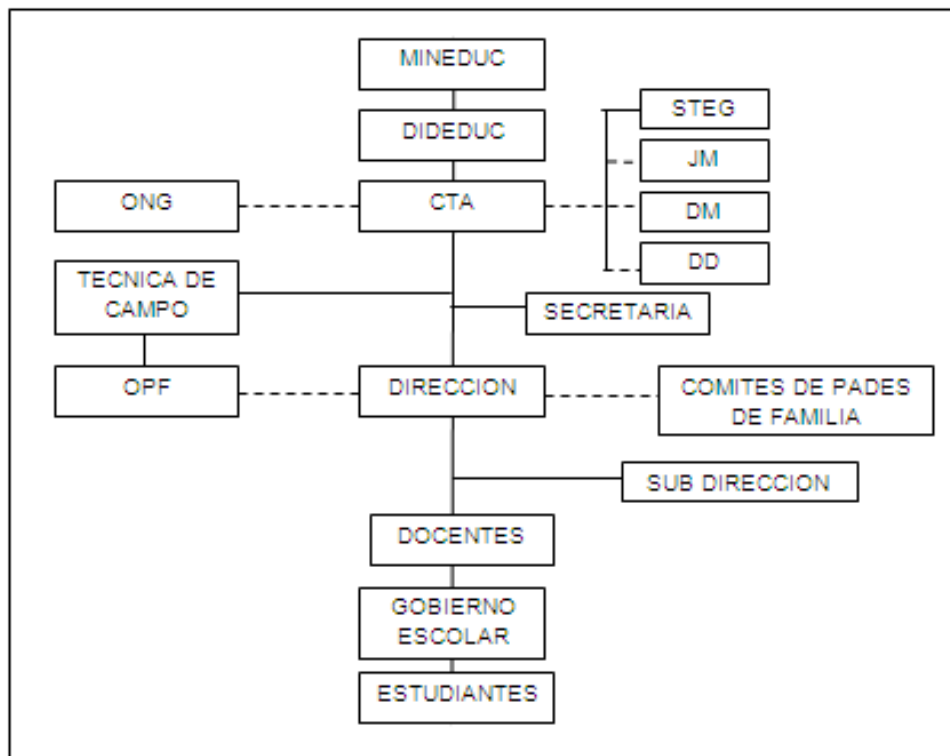 MINEDUC
DIDEDUC
STEG
JM
ONG
CTA
DM
DD
TECNICA DE
CAMPO
SECRETARIA
OPF
DIRECCION
COMITES DE PADES
DE FAMILIA
SUB DIRECCION
DOCENTES
GOBIERNO
ESCOLAR
ESTUDIANTES